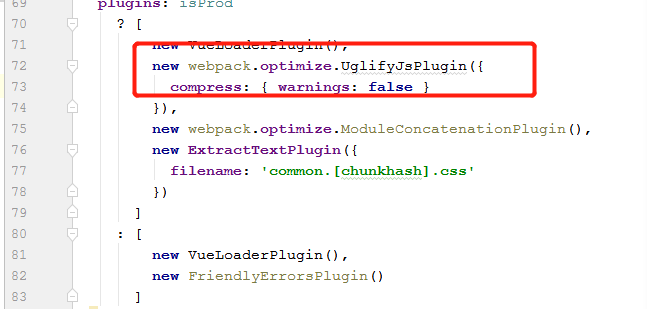 69 plugins: isProd
70 ? [
71 new VueLoaderPlugin(),
72 new webpack.optimize.UglifyJsPlugin({
73 compress: { warnings: false }
74 }),
75 new webpack.optimize.ModuleConcatenationPlugin(),
76 new ExtractTextPlugin({
77 filename: 'common.[chunkhash].css'
78 })
79 ]
80 : [
81 new VueLoaderPlugin(),
82 new FriendlyErrorsPlugin()
83 ]